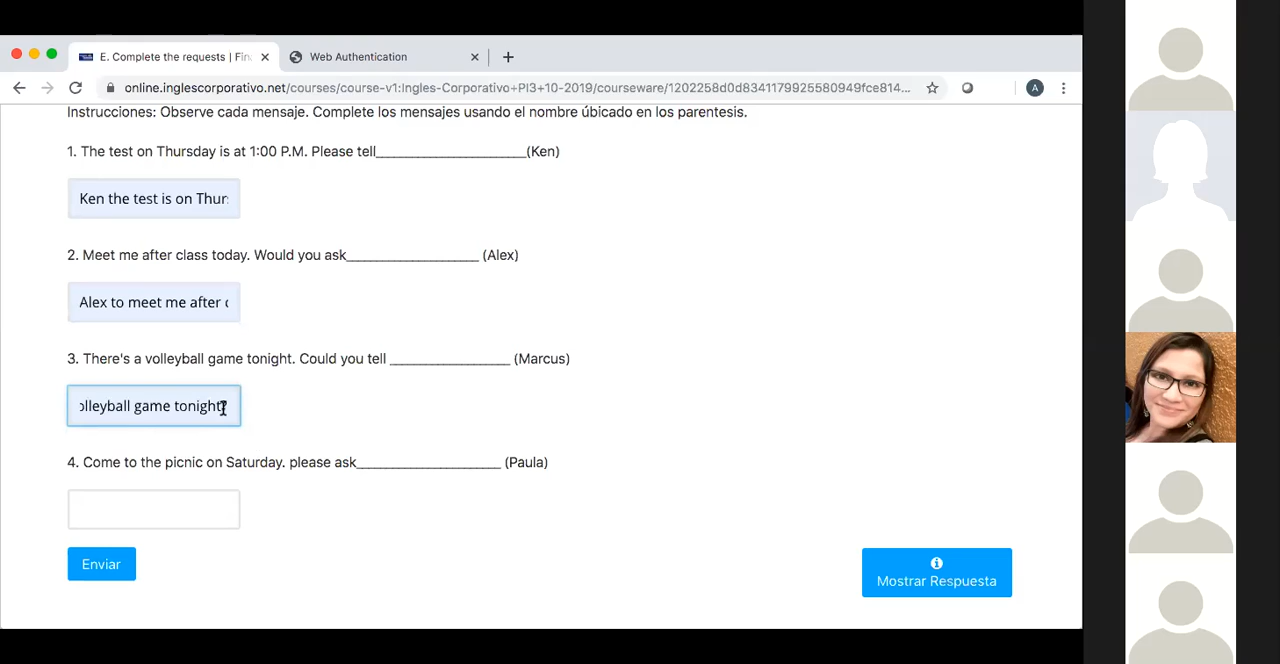 E. Complete the requests | Fin
Web Authentication
online.inglescorporativo.net/courses/course-v1:Ingles-Corporativo+PI3+10-2019/courseware/1202258d0d8341179925580949fce814...
A
Instrucciones: Observe cada mensaje. Complete los mensajes usando el nombre úbicado en los parentesis.
1. The test on Thursday is at 1:00 P.M. Please tell______________________(Ken)
Ken the test is on Thur
2. Meet me after class today. Would you ask___________________ (Alex)
Alex to meet me after
3. There's a volleyball game tonight. Could you tell _________________ (Marcus)
olleyball game tonight
4. Come to the picnic on Saturday. please ask____________________ (Paula)
Enviar
Mostrar Respuesta